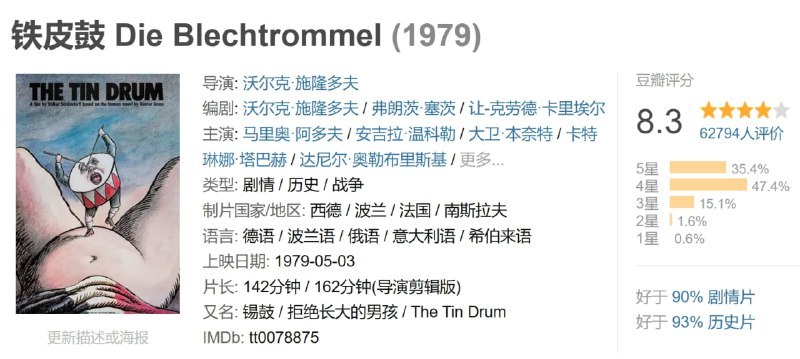 铁皮鼓 Die Blechtrommel (1979)
THE TIN DRUM
A film by Volker Schlöndorff based on the famous novel by Günter Grass
导演: 沃尔克·施隆多夫
编剧: 沃尔克·施隆多夫 / 弗朗茨·塞茨 / 让-克劳德·卡里埃尔
主演: 马里奥·阿多夫 / 安吉拉·温科勒 / 大卫·本奈特 / 卡特
琳娜·塔巴赫 / 达尼尔·奥勒布里斯基 / 更多...
类型: 剧情 / 历史 / 战争
制片国家/地区: 西德 / 波兰 / 法国 / 南斯拉夫
语言: 德语 / 波兰语 / 俄语 / 意大利语 / 希伯来语
上映日期: 1979-05-03
片长: 142分钟 / 162分钟(导演剪辑版)
又名: 锡鼓 / 拒绝长大的男孩 / The Tin Drum
IMDb: tt0078875
更新描述或海报
豆瓣评分
8.3
62794人评价
5星 35.4%
4星 47.4%
3星 15.1%
2星 1.6%
1星 0.6%
好于 90% 剧情片
好于 93% 历史片